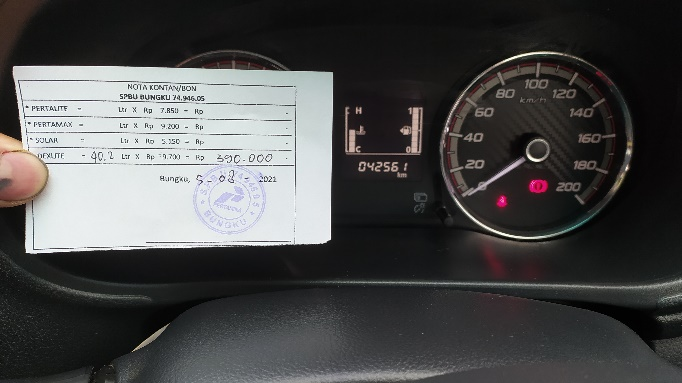 NOTA KONTAN/BON
SPBU BUNGKU 74.946.05
* PERTALITE - Ltr X Rp 7.850 = Rp -
* PERTAMAX - Ltr X Rp 9.200 = Rp -
* SOLAR - Ltr X Rp 5.150 = Rp -
DEXLITE - 40,2 Ltr X Rp 9.700 = Rp 390.000 -
Bungku, 5-08-2021
BUNGKU
H 1
C 0
042561
km
0 20 40 60 80 100 120 140 160 180 200
km/h